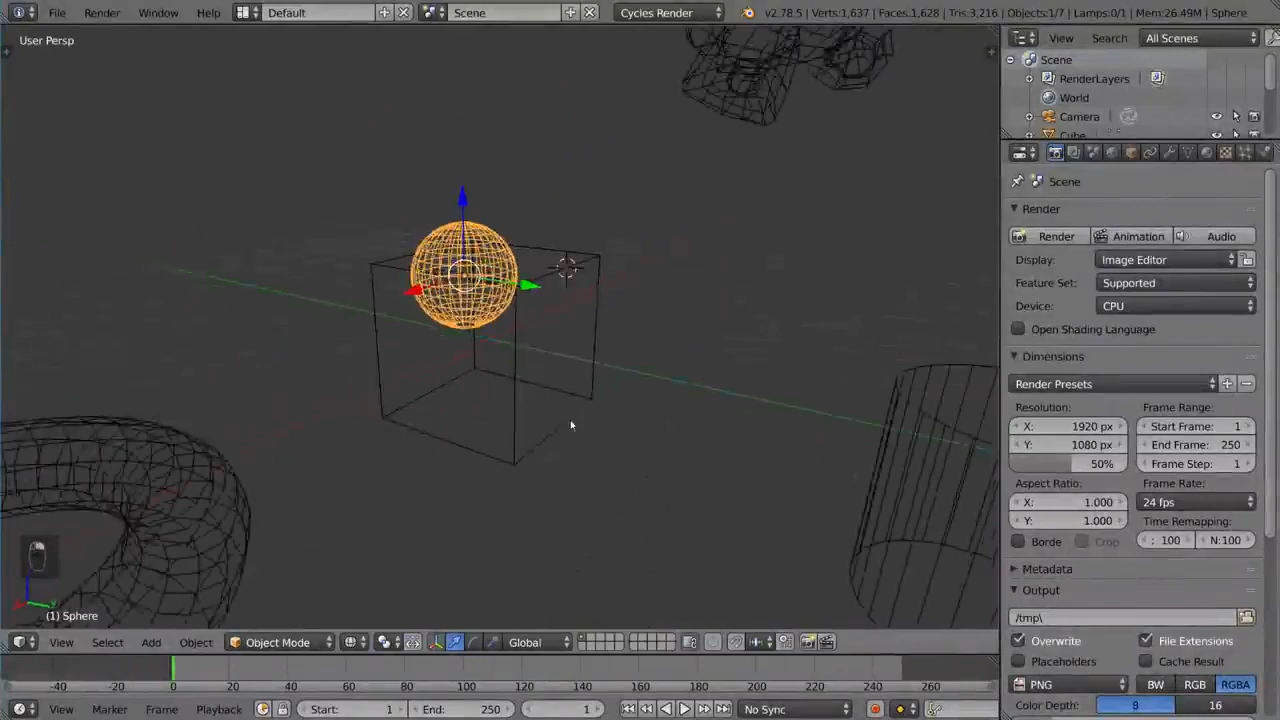 File Render Window Help Default Scene Cycles Render v2.78.5 | Verts:1,637 | Faces:1,628 | Tris:3,216 | Objects:1/7 | Lamps:0/1 | Mem:26.49M | Sphere
User Persp
View Search All Scenes
Scene
RenderLayers
World
Camera
Cube
Scene
Render
Render Animation Audio
Display: Image Editor
Feature Set: Supported
Device: CPU
Open Shading Language
Dimensions
Render Presets
Resolution: Frame Range:
X: 1920 px Start Frame: 1
Y: 1080 px End Frame: 250
50% Frame Step: 1
Aspect Ratio: Frame Rate:
X: 1.000 24 fps
Y: 1.000 Time Remapping:
Borde Crop : 100 N:100
Metadata
Output
/tmp\
Overwrite File Extensions
Placeholders Cache Result
PNG BW RGB RGBA
Color Depth: 8 16
(1) Sphere
View Select Add Object Object Mode Global
-40 -20 0 20 40 60 80 100 120 140 160 180 200 220 240 260
View Marker Frame Playback Start: 1 End: 250 1 No Sync